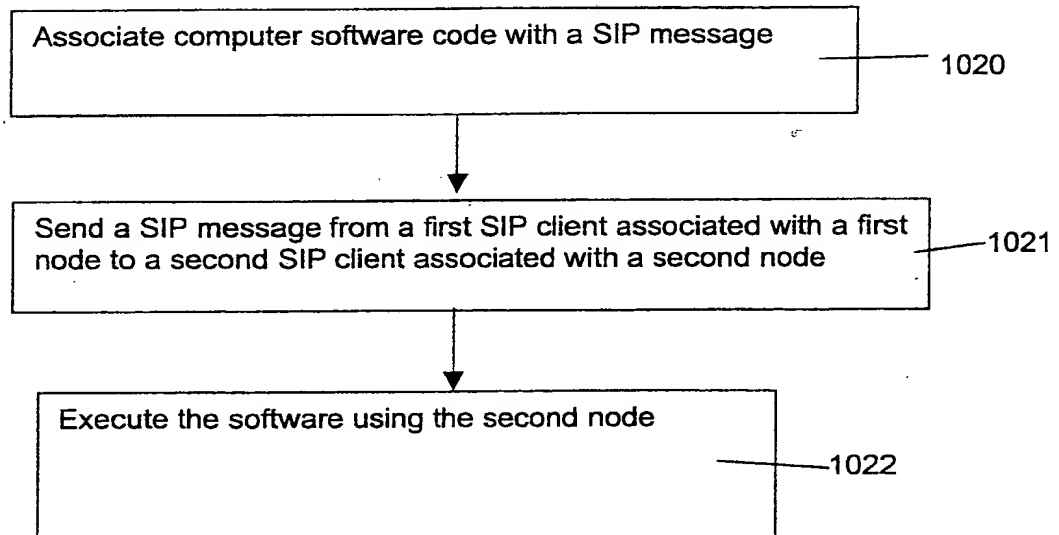 Associate computer software code with a SIP message
1020
Send a SIP message from a first SIP client associated with a first
node to a second SIP client associated with a second node
1021
Execute the software using the second node
1022